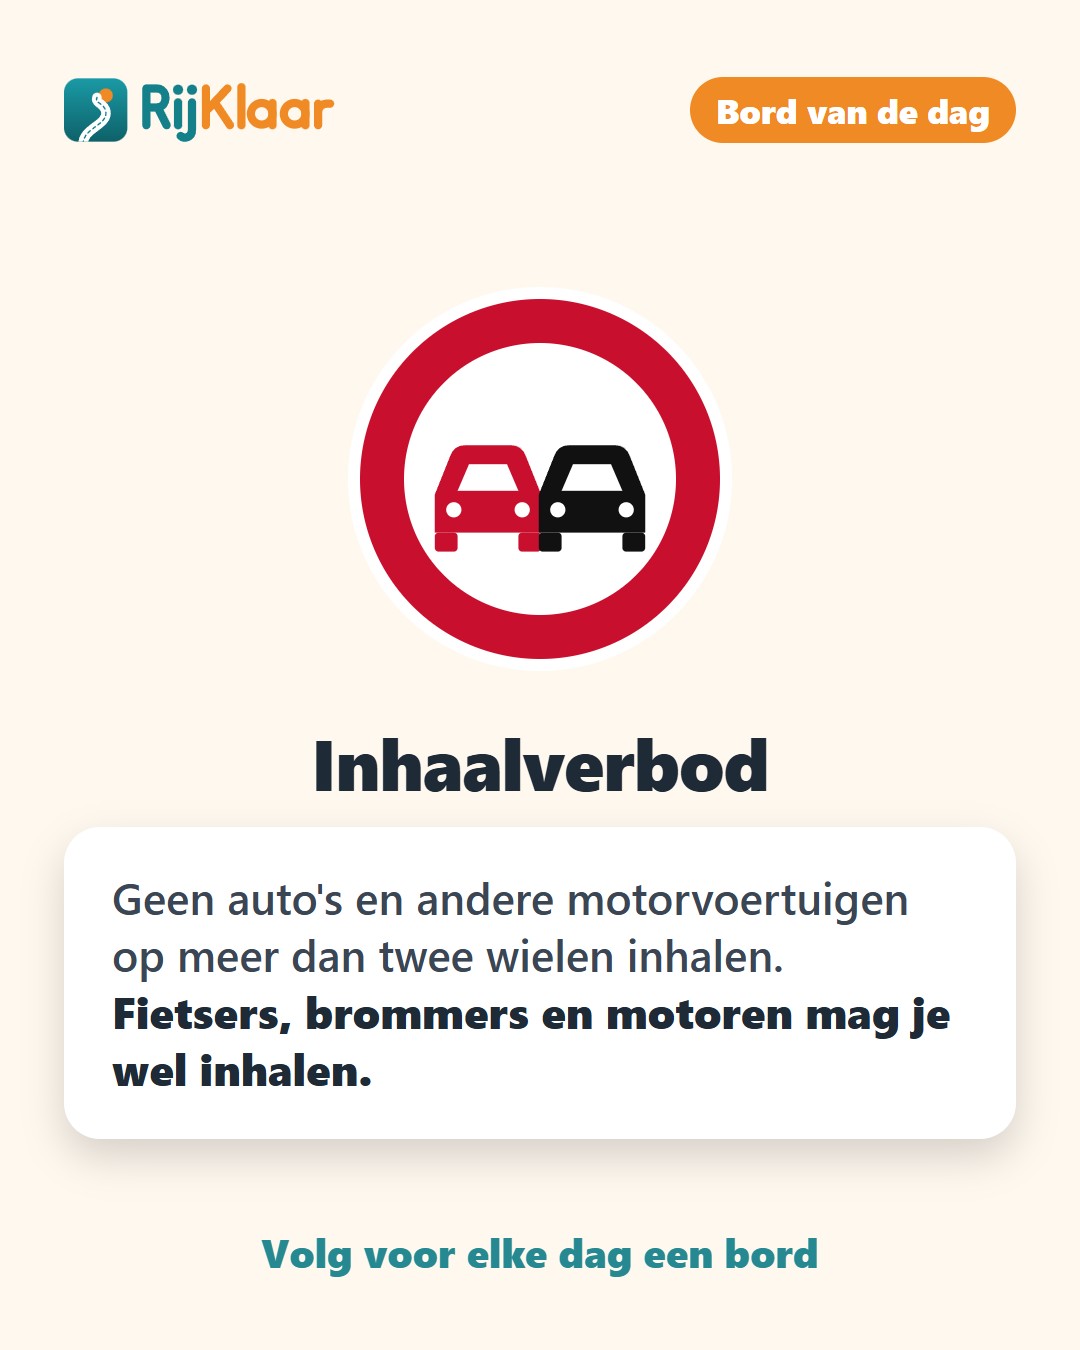 RijKlaar
Bord van de dag
Inhaalverbod
Geen auto's en andere motorvoertuigen
op meer dan twee wielen inhalen.
Fietsers, brommers en motoren mag je
wel inhalen.
Volg voor elke dag een bord